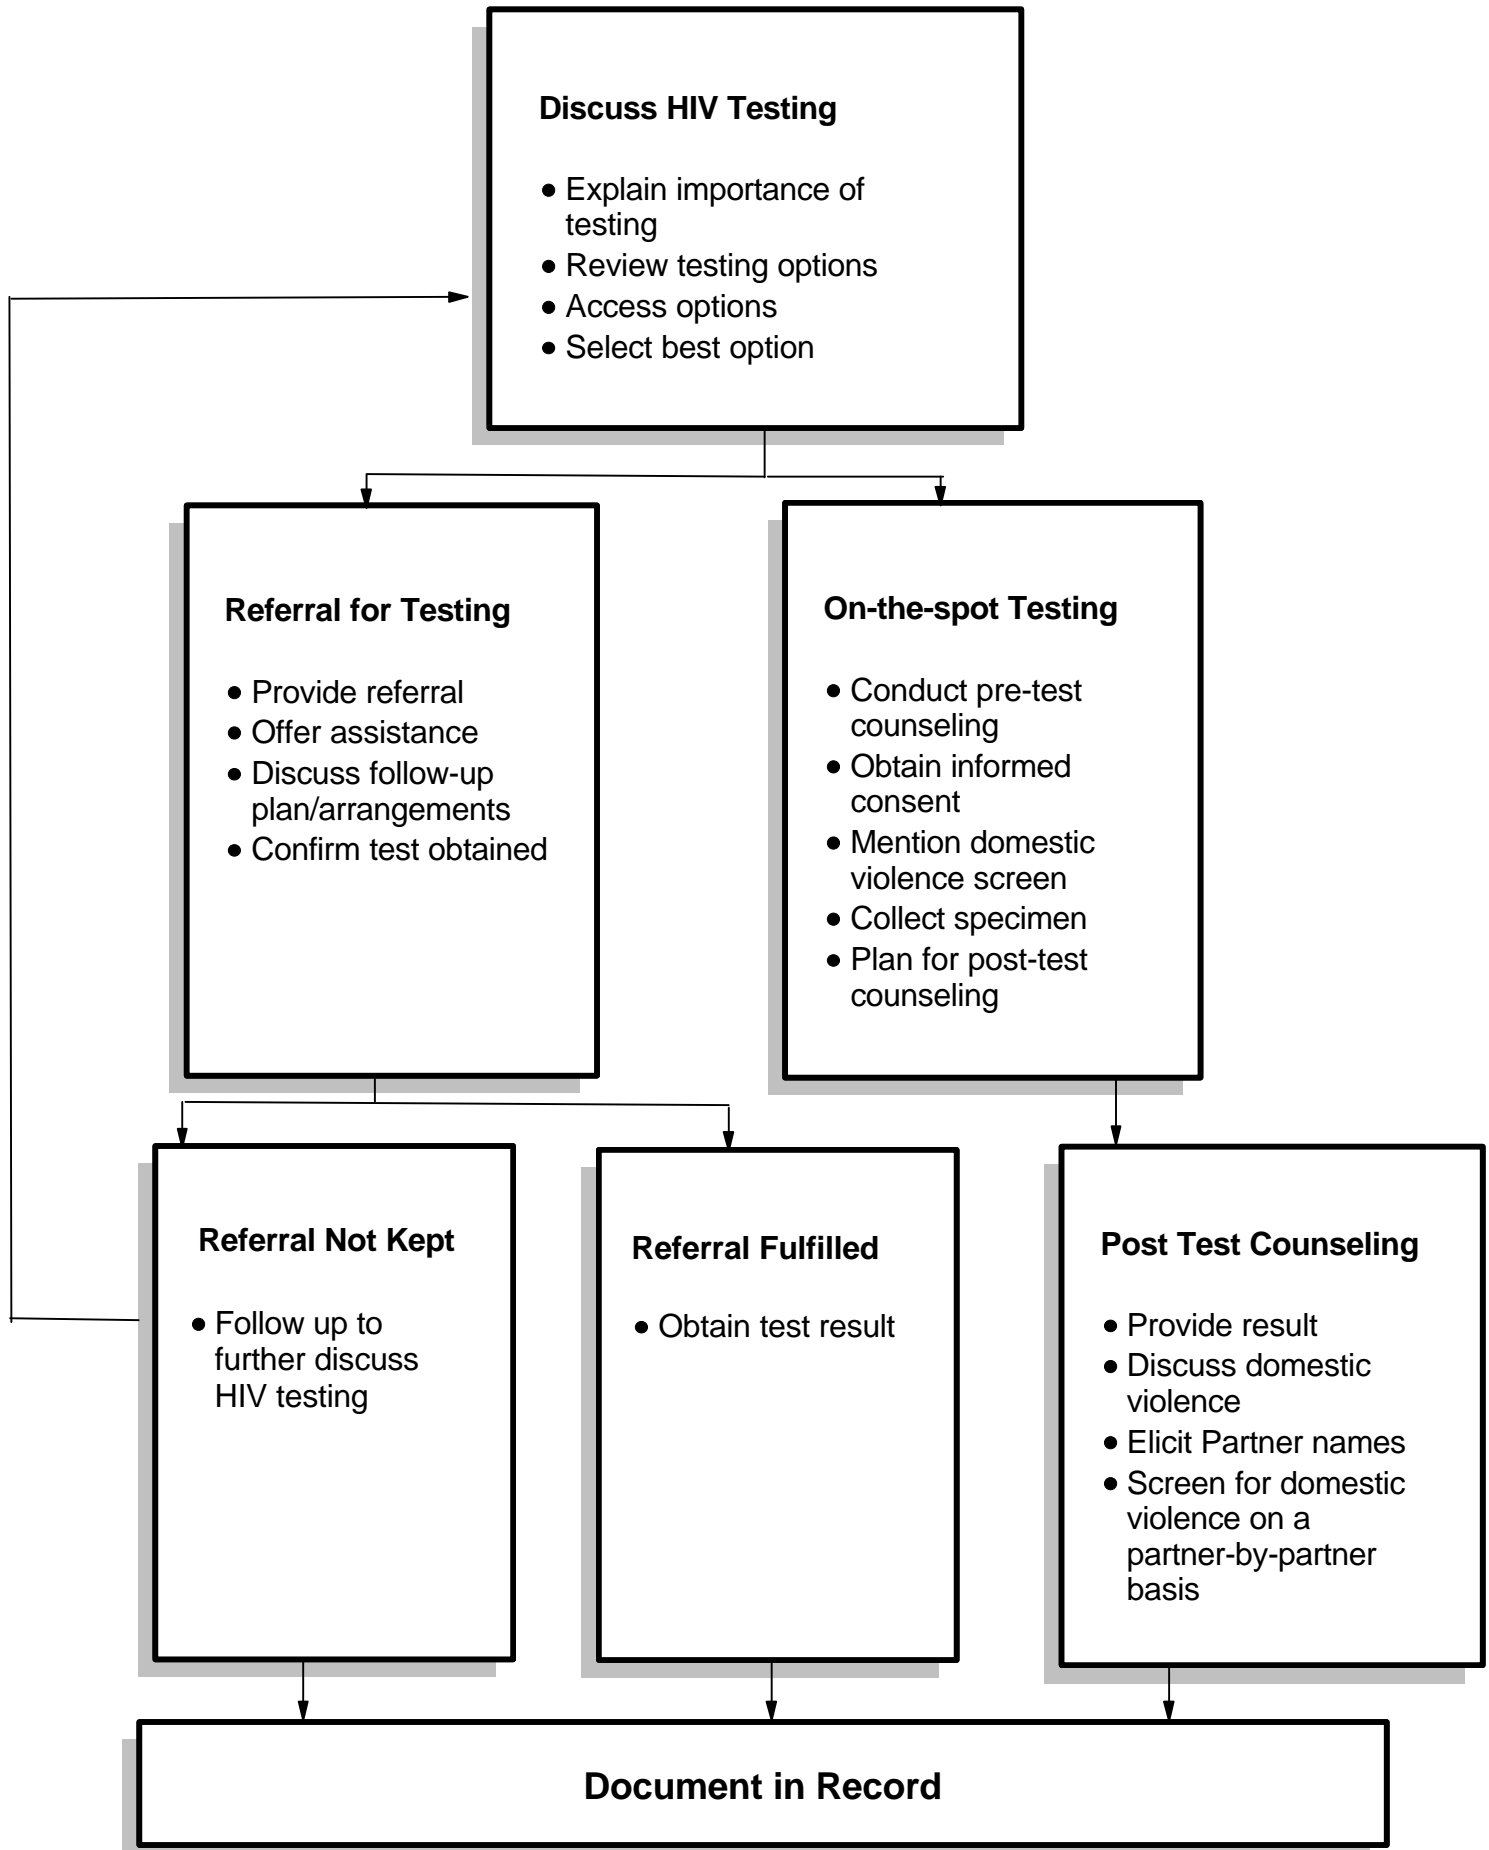 Discuss HIV Testing
● Explain importance of
testing
● Review testing options
● Access options
● Select best option
Referral for Testing
● Provide referral
● Offer assistance
● Discuss follow-up
plan/arrangements
● Confirm test obtained
On-the-spot Testing
● Conduct pre-test
counseling
● Obtain informed
consent
● Mention domestic
violence screen
● Collect specimen
● Plan for post-test
counseling
Referral Not Kept
● Follow up to
further discuss
HIV testing
Referral Fulfilled
● Obtain test result
Post Test Counseling
● Provide result
● Discuss domestic
violence
● Elicit Partner names
● Screen for domestic
violence on a
partner-by-partner
basis
Document in Record